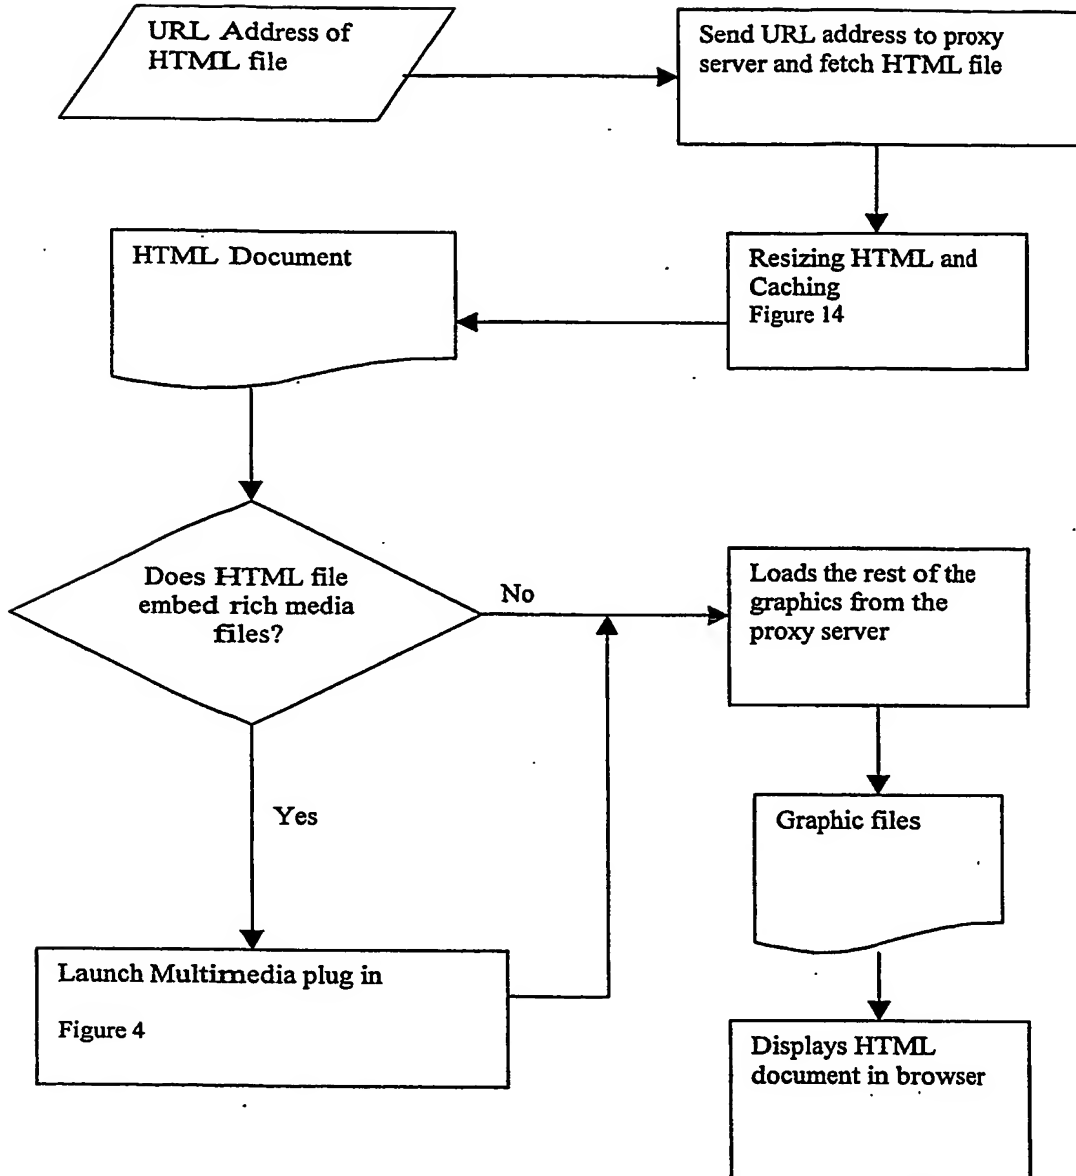 URL Address of
HTML file
Send URL address to proxy
server and fetch HTML file
Resizing HTML and
Caching
Figure 14
HTML Document
Does HTML file
embed rich media
files?
No
Yes
Loads the rest of the
graphics from the
proxy server
Graphic files
Launch Multimedia plug in
Figure 4
Displays HTML
document in browser